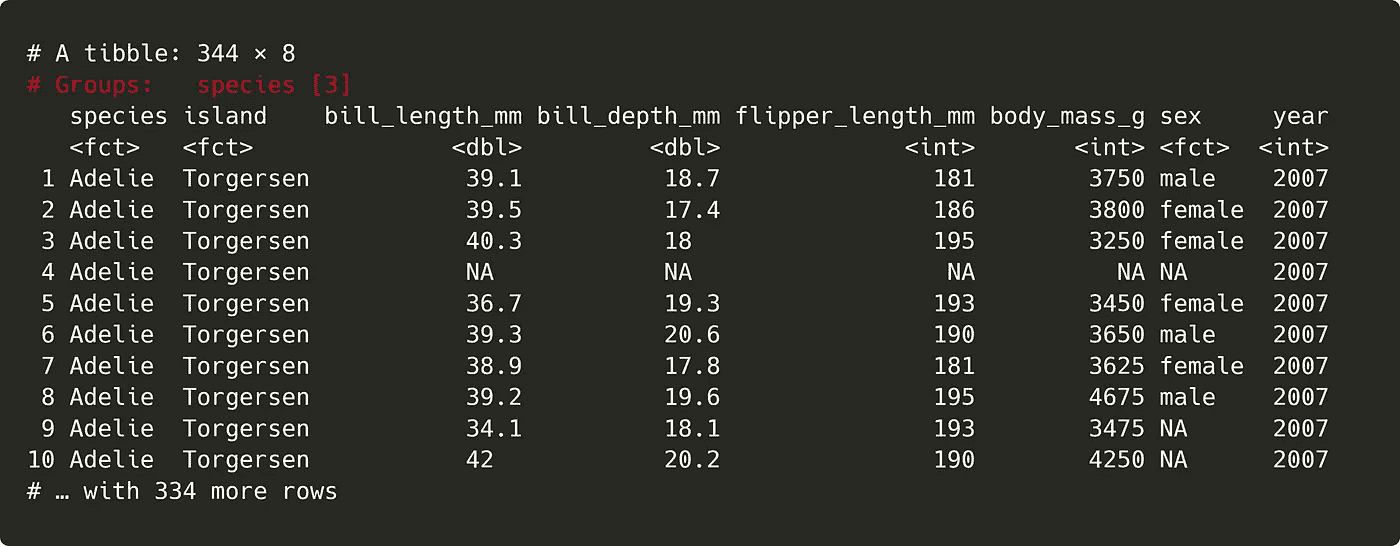 # A tibble: 344 × 8
# Groups:   species [3]
   species island    bill_length_mm bill_depth_mm flipper_length_mm body_mass_g sex     year
   <fct>   <fct>              <dbl>         <dbl>             <int>       <int> <fct>  <int>
 1 Adelie  Torgersen           39.1          18.7               181        3750 male    2007
 2 Adelie  Torgersen           39.5          17.4               186        3800 female  2007
 3 Adelie  Torgersen           40.3          18                 195        3250 female  2007
 4 Adelie  Torgersen           NA            NA                  NA          NA NA      2007
 5 Adelie  Torgersen           36.7          19.3               193        3450 female  2007
 6 Adelie  Torgersen           39.3          20.6               190        3650 male    2007
 7 Adelie  Torgersen           38.9          17.8               181        3625 female  2007
 8 Adelie  Torgersen           39.2          19.6               195        4675 male    2007
 9 Adelie  Torgersen           34.1          18.1               193        3475 NA      2007
10 Adelie  Torgersen           42            20.2               190        4250 NA      2007
# … with 334 more rows